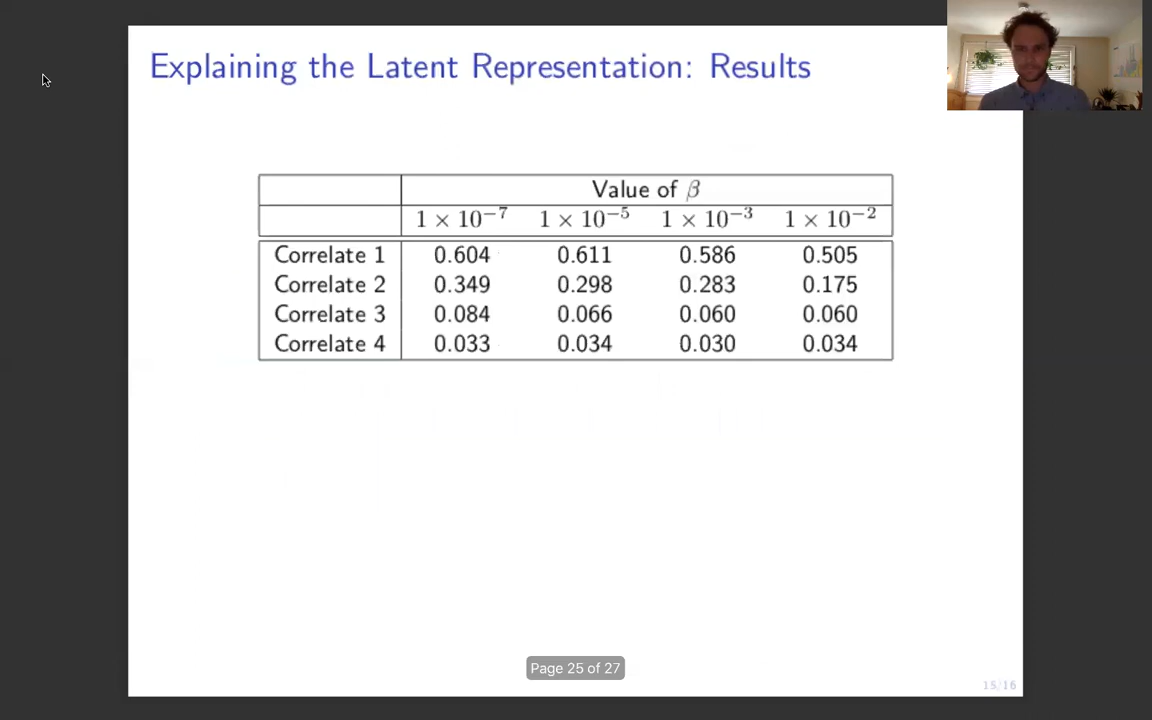 Explaining the Latent Representation: Results
Value of β
1 × 10⁻⁷ 1 × 10⁻⁵ 1 × 10⁻³ 1 × 10⁻²
Correlate 1 0.604 0.611 0.586 0.505
Correlate 2 0.349 0.298 0.283 0.175
Correlate 3 0.084 0.066 0.060 0.060
Correlate 4 0.033 0.034 0.030 0.034
Page 25 of 27
15/16